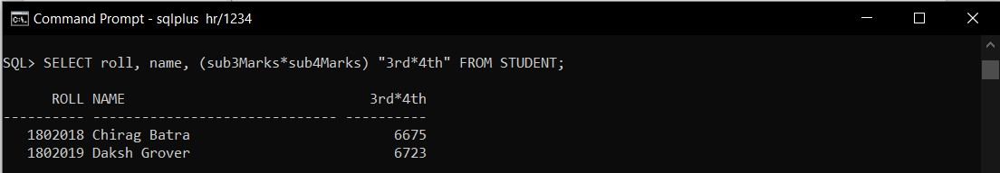 Command Prompt - sqlplus  hr/1234
SQL> SELECT roll, name, (sub3Marks*sub4Marks) "3rd*4th" FROM STUDENT;
      ROLL NAME                               3rd*4th
---------- ------------------------------ ----------
   1802018 Chirag Batra                         6675
   1802019 Daksh Grover                         6723